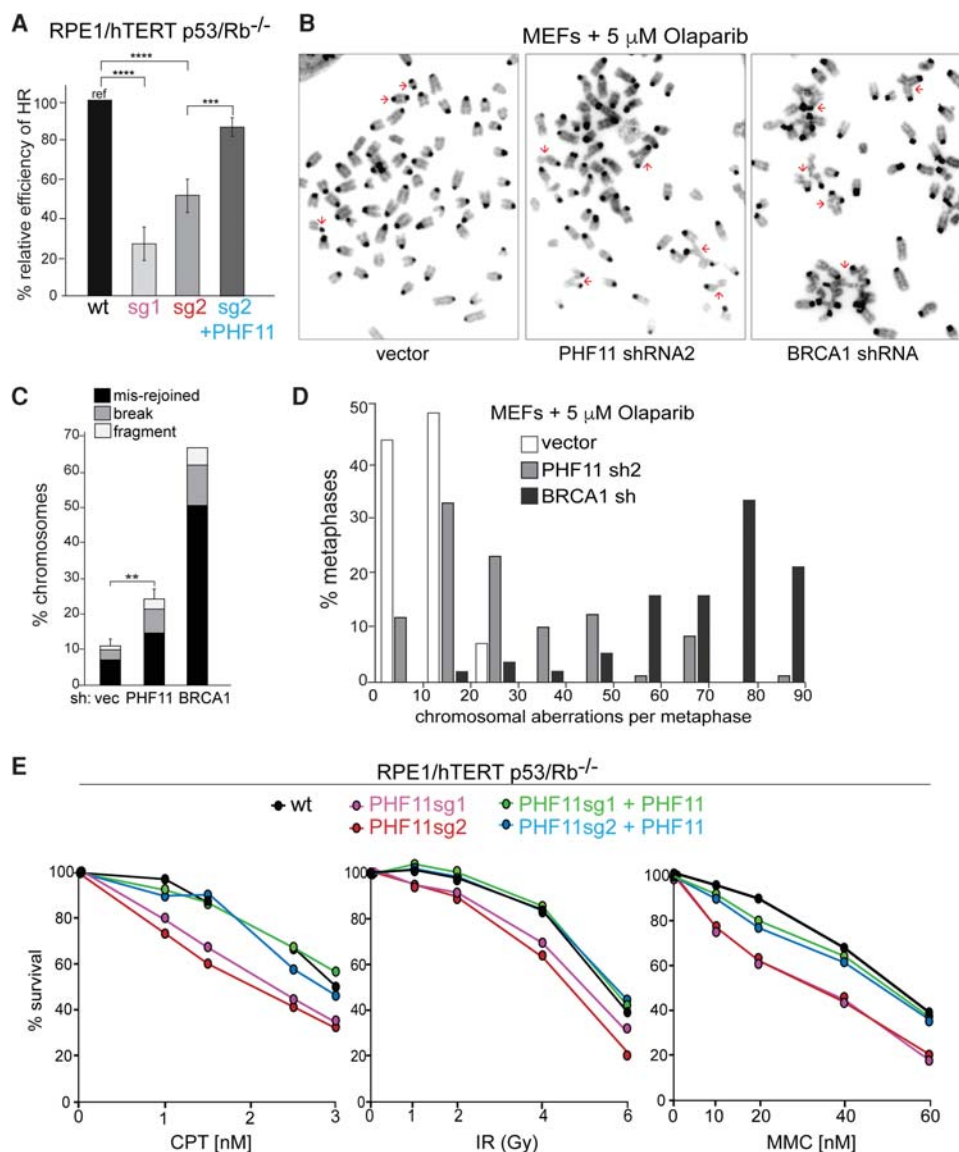 A
RPE1/hTERT p53/Rb-/-
****
****
***
ref
% relative efficiency of HR
100
80
60
40
20
0
wt sg1 sg2 sg2
+PHF11
B
MEFs + 5 μM Olaparib
vector PHF11 shRNA2 BRCA1 shRNA
C
mis-rejoined
break
fragment
% chromosomes
70
60
50
40
30
20
10
0
**
sh: vec PHF11 BRCA1
D
MEFs + 5 μM Olaparib
vector
PHF11 sh2
BRCA1 sh
% metaphases
50
40
30
20
10
0
0 10 20 30 40 50 60 70 80 90
chromosomal aberrations per metaphase
E
RPE1/hTERT p53/Rb-/-
wt PHF11sg1 PHF11sg1 + PHF11
PHF11sg2 PHF11sg2 + PHF11
% survival
100
80
60
40
20
0
0 1 2 3
CPT [nM]
100
80
60
40
20
0
0 1 2 4 6
IR (Gy)
100
80
60
40
20
0
0 10 20 40 60
MMC [nM]